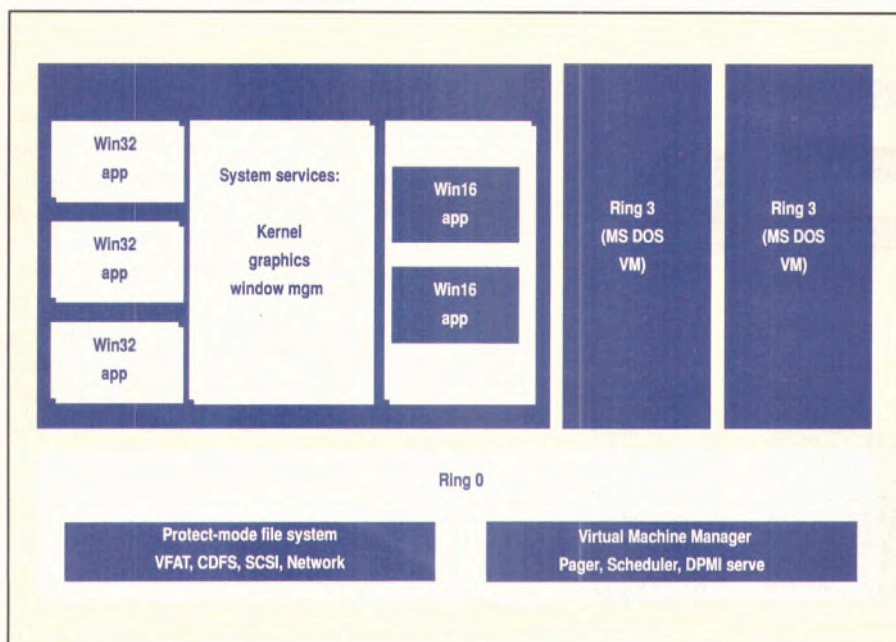 Win32
app
Win32
app
Win32
app
System services:
Kernel
graphics
window mgm
Win16
app
Win16
app
Ring 3
(MS DOS
VM)
Ring 3
(MS DOS
VM)
Ring 0
Protect-mode file system
VFAT, CDFS, SCSI, Network
Virtual Machine Manager
Pager, Scheduler, DPMI serve